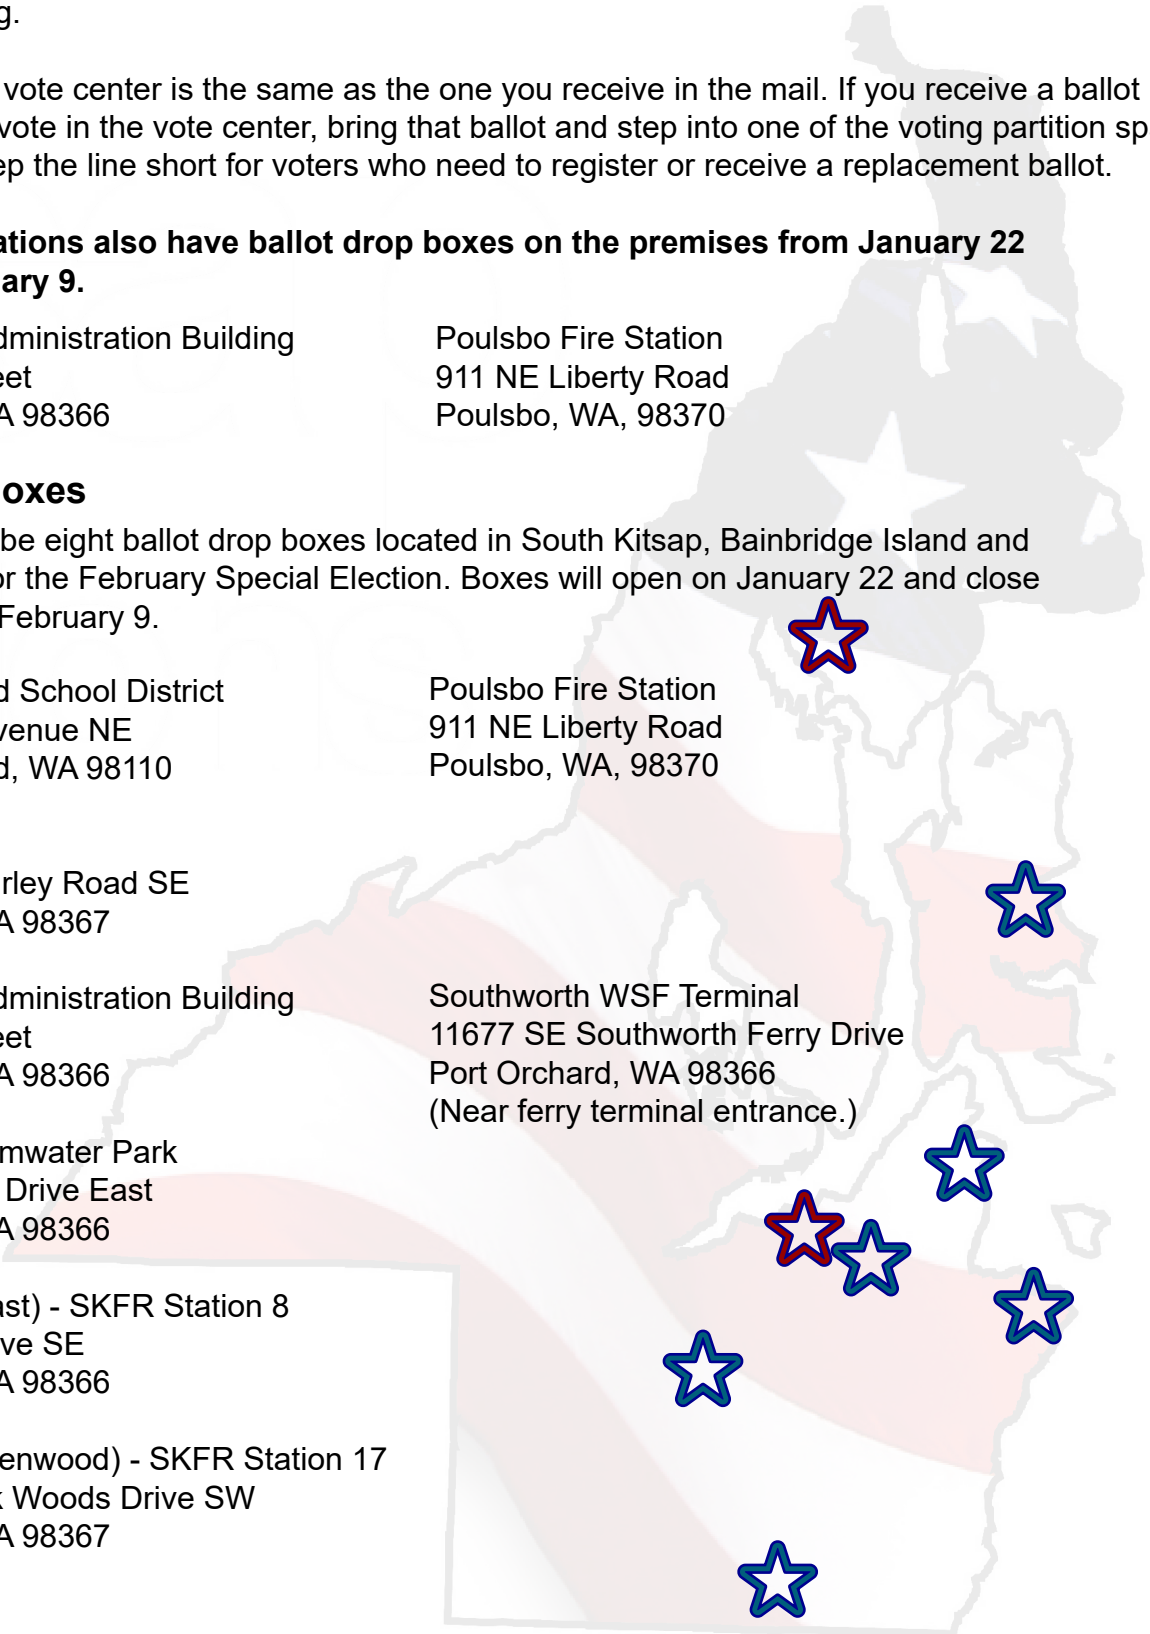 g.
vote center is the same as the one you receive in the mail. If you receive a ballot
vote in the vote center, bring that ballot and step into one of the voting partition sp
ep the line short for voters who need to register or receive a replacement ballot.
ations also have ballot drop boxes on the premises from January 22
ary 9.
dministration Building
eet
A 98366
Poulsbo Fire Station
911 NE Liberty Road
Poulsbo, WA, 98370
oxes
be eight ballot drop boxes located in South Kitsap, Bainbridge Island and
or the February Special Election. Boxes will open on January 22 and close
February 9.
d School District
venue NE
d, WA 98110
Poulsbo Fire Station
911 NE Liberty Road
Poulsbo, WA, 98370
rley Road SE
A 98367
dministration Building
eet
A 98366
Southworth WSF Terminal
11677 SE Southworth Ferry Drive
Port Orchard, WA 98366
(Near ferry terminal entrance.)
mwater Park
Drive East
A 98366
ast) - SKFR Station 8
ve SE
A 98366
enwood) - SKFR Station 17
k Woods Drive SW
A 98367